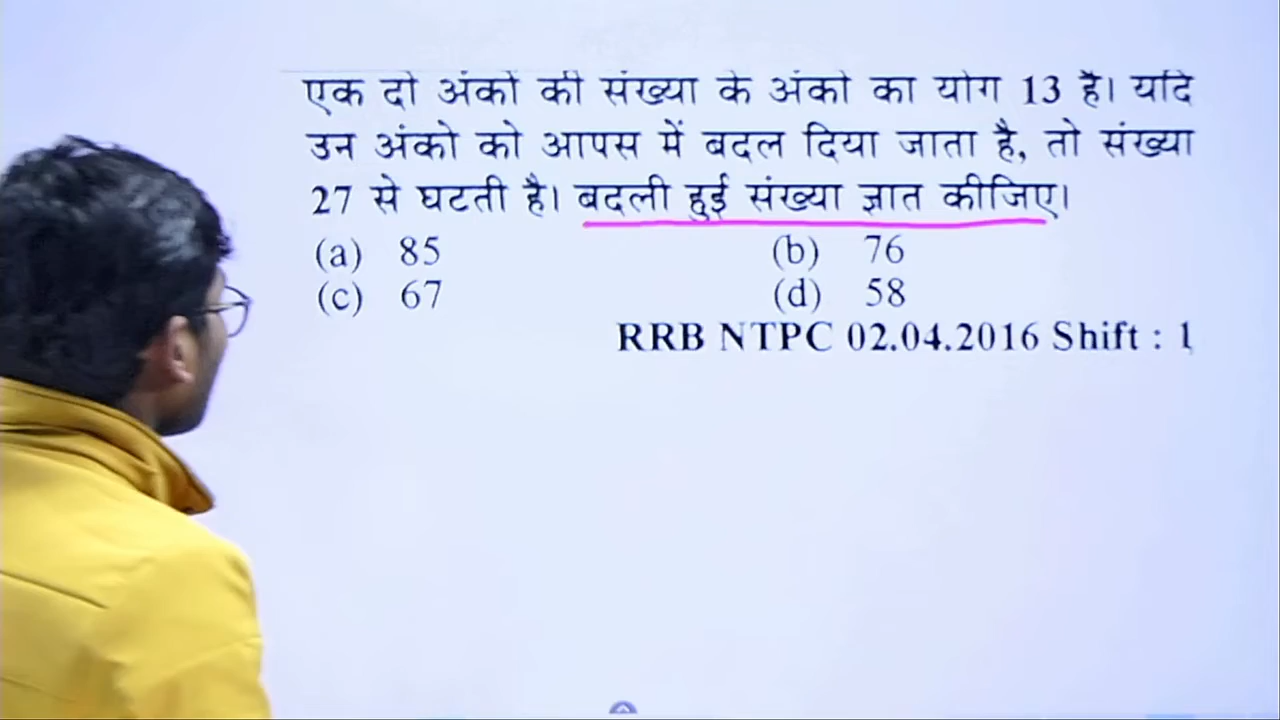 एक दो अंको की संख्या के अंको का योग 13 है। यदि
उन अंको को आपस में बदल दिया जाता है, तो संख्या
27 से घटती है। बदली हुई संख्या ज्ञात कीजिए।
(a) 85 (b) 76
(c) 67 (d) 58
RRB NTPC 02.04.2016 Shift : 1